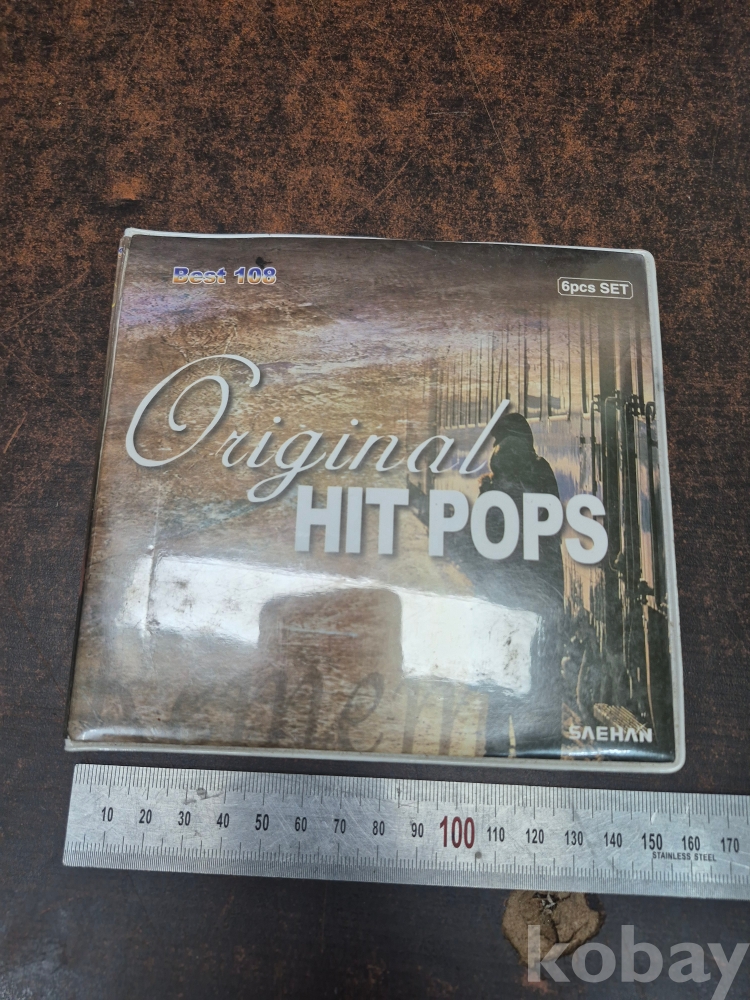 Best 108
6pcs SET
Original
HIT POPS
SAEHAN
10 20 30 40 50 60 70 80 90 100 110 120 130 140 150 160 170
STAINLESS STEEL
kobay